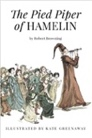 The Pied Piper
of HAMELIN
by Robert Browning
ILLUSTRATED BY KATE GREENAWAY